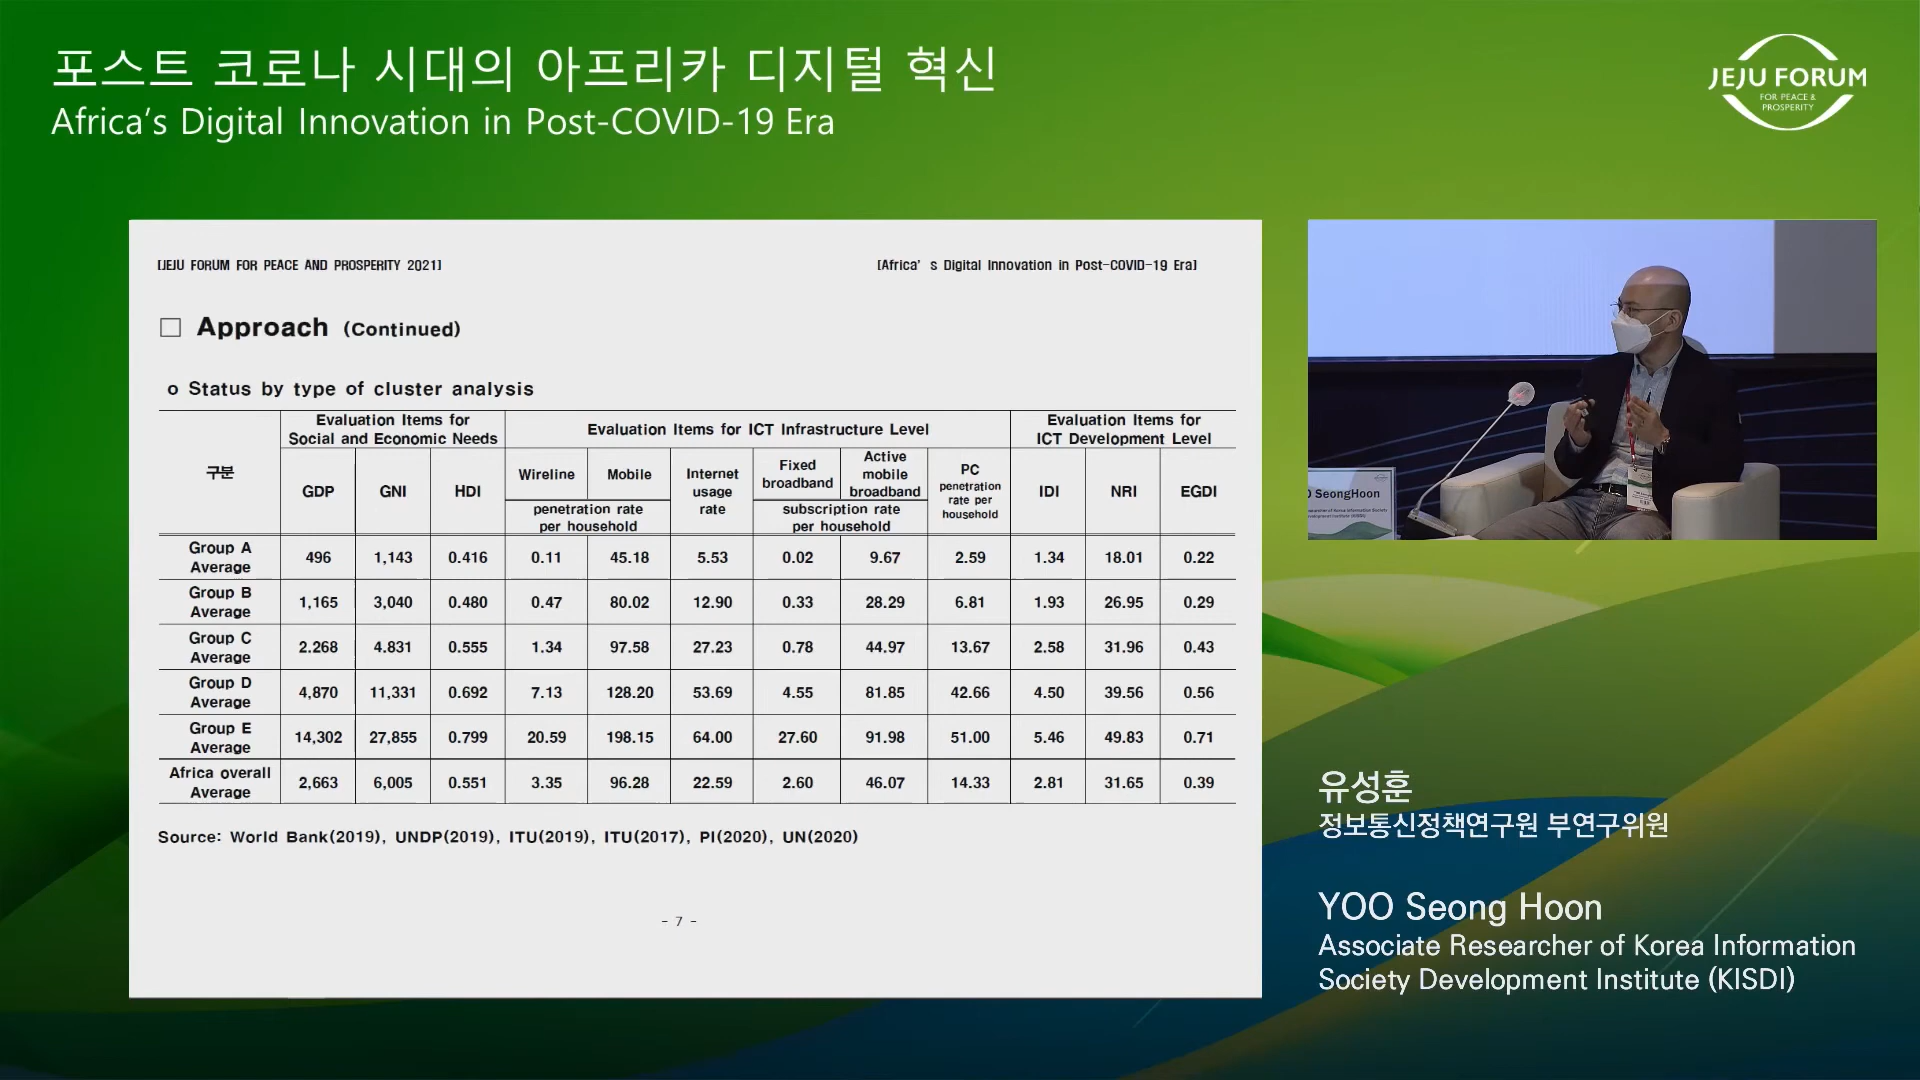 포스트 코로나 시대의 아프리카 디지털 혁신
Africa's Digital Innovation in Post-COVID-19 Era
JEJU FORUM
FOR PEACE &
PROSPERITY
[JEJU FORUM FOR PEACE AND PROSPERITY 2021]
[Africa's Digital Innovation in Post-COVID-19 Era]
□ Approach (Continued)
o Status by type of cluster analysis
구분
Evaluation Items for
Social and Economic Needs
Evaluation Items for ICT Infrastructure Level
Evaluation Items for
ICT Development Level
GDP GNI HDI
Wireline Mobile
penetration rate
per household
Internet
usage
rate
Fixed
broadband
Active
mobile
broadband
subscription rate
per household
PC
penetration
rate per
household
IDI NRI EGDI
Group A
Average
496 1,143 0.416 0.11 45.18 5.53 0.02 9.67 2.59 1.34 18.01 0.22
Group B
Average
1,165 3,040 0.480 0.47 80.02 12.90 0.33 28.29 6.81 1.93 26.95 0.29
Group C
Average
2.268 4.831 0.555 1.34 97.58 27.23 0.78 44.97 13.67 2.58 31.96 0.43
Group D
Average
4,870 11,331 0.692 7.13 128.20 53.69 4.55 81.85 42.66 4.50 39.56 0.56
Group E
Average
14,302 27,855 0.799 20.59 198.15 64.00 27.60 91.98 51.00 5.46 49.83 0.71
Africa overall
Average
2,663 6,005 0.551 3.35 96.28 22.59 2.60 46.07 14.33 2.81 31.65 0.39
Source: World Bank(2019), UNDP(2019), ITU(2019), ITU(2017), PI(2020), UN(2020)
- 7 -
SeongHoon
유성훈
정보통신정책연구원 부연구위원
YOO Seong Hoon
Associate Researcher of Korea Information
Society Development Institute (KISDI)